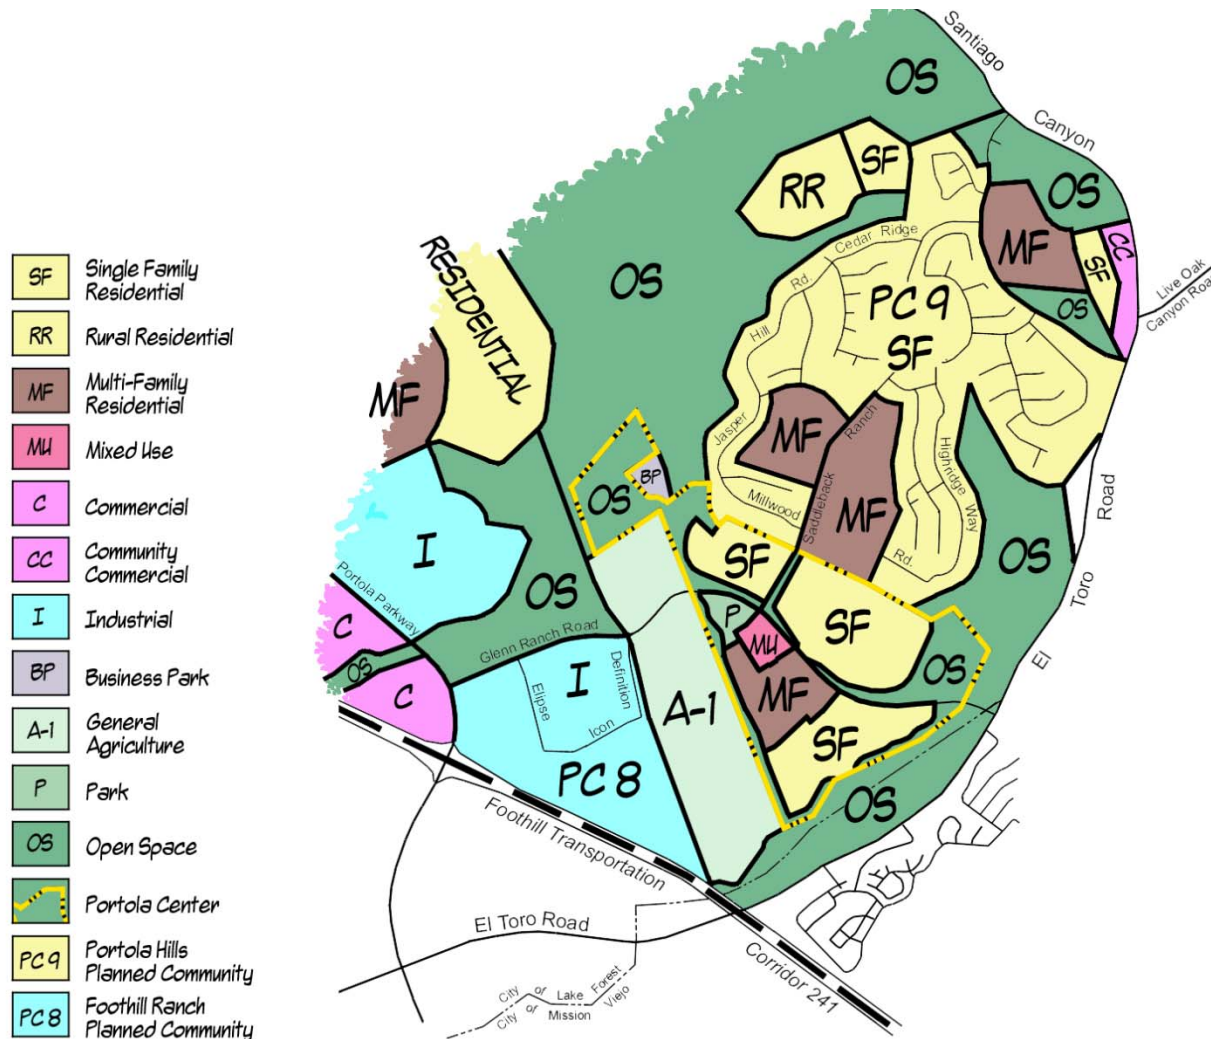 SF
Single Family
Residential
RR
Rural Residential
MF
Multi-Family
Residential
MU
Mixed Use
C
Commercial
CC
Community
Commercial
I
Industrial
BP
Business Park
A-1
General
Agriculture
P
Park
OS
Open Space
Portola Center
PC 9
Portola Hills
Planned Community
PC 8
Foothill Ranch
Planned Community
Santiago
Canyon
OS
SF
RR
OS
MF
SF
CC
OS
Live Oak
Canyon Road
Cedar Ridge
Rd.
Hill
Jasper
PC 9
SF
OS
RESIDENTIAL
MF
MF
Ranch
Saddleback
MF
Highridge
Way
Rd.
Millwood
BP
OS
OS
Road
Toro
El
I
Portola Parkway
C
OS
C
OS
Glenn Ranch Road
I
Elipse
Definition
Icon
PC 8
A-1
SF
P
MU
SF
OS
MF
SF
OS
Foothill Transportation
Corridor 241
El Toro Road
City of Lake Forest
City of Mission Viejo